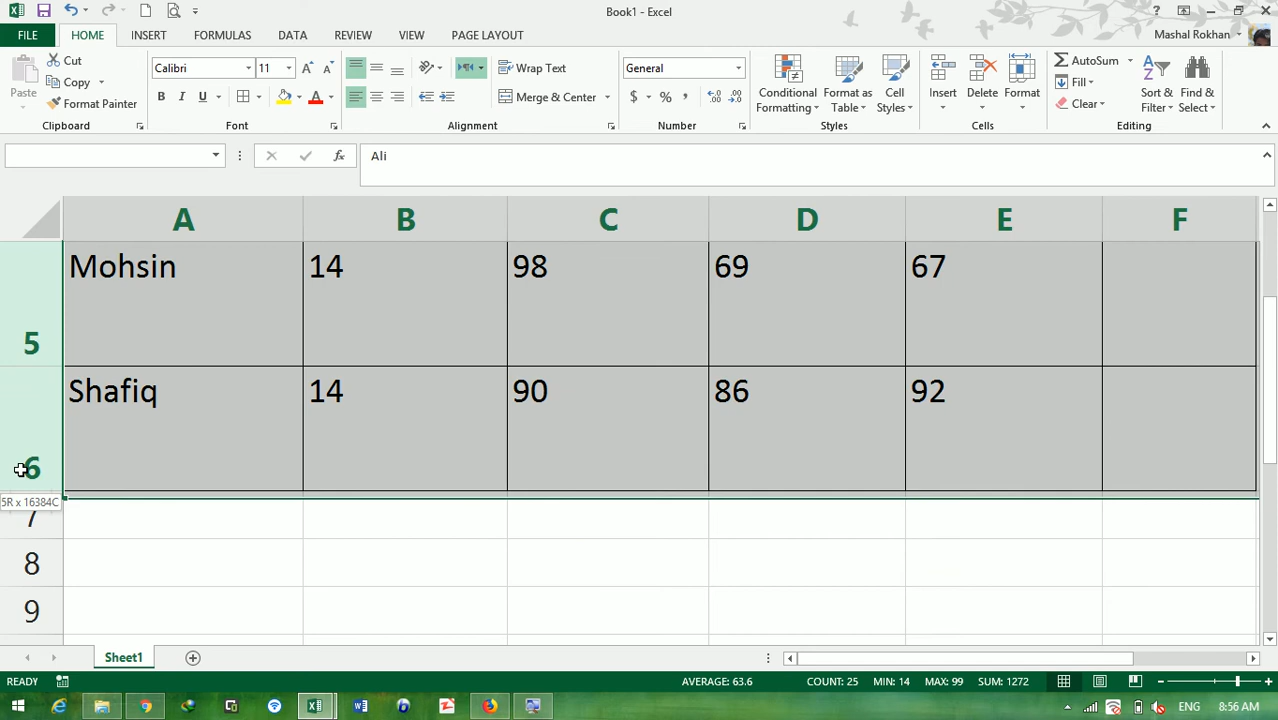 Book1 - Excel
?
FILE HOME INSERT FORMULAS DATA REVIEW VIEW PAGE LAYOUT
Mashal Rokhan
Paste
Cut
Copy
Format Painter
Clipboard
Calibri 11
B I U A
Font
Wrap Text
Merge & Center
Alignment
General
$ % ,
Number
Conditional Formatting
Format as Table
Cell Styles
Styles
Insert
Delete
Format
Cells
AutoSum
Fill
Clear
Sort & Filter
Find & Select
Editing
fx Ali
A B C D E F
5 Mohsin 14 98 69 67
6 Shafiq 14 90 86 92
5R x 16384C
7
8
9
Sheet1
READY AVERAGE: 63.6 COUNT: 25 MIN: 14 MAX: 99 SUM: 1272
ENG 8:56 AM